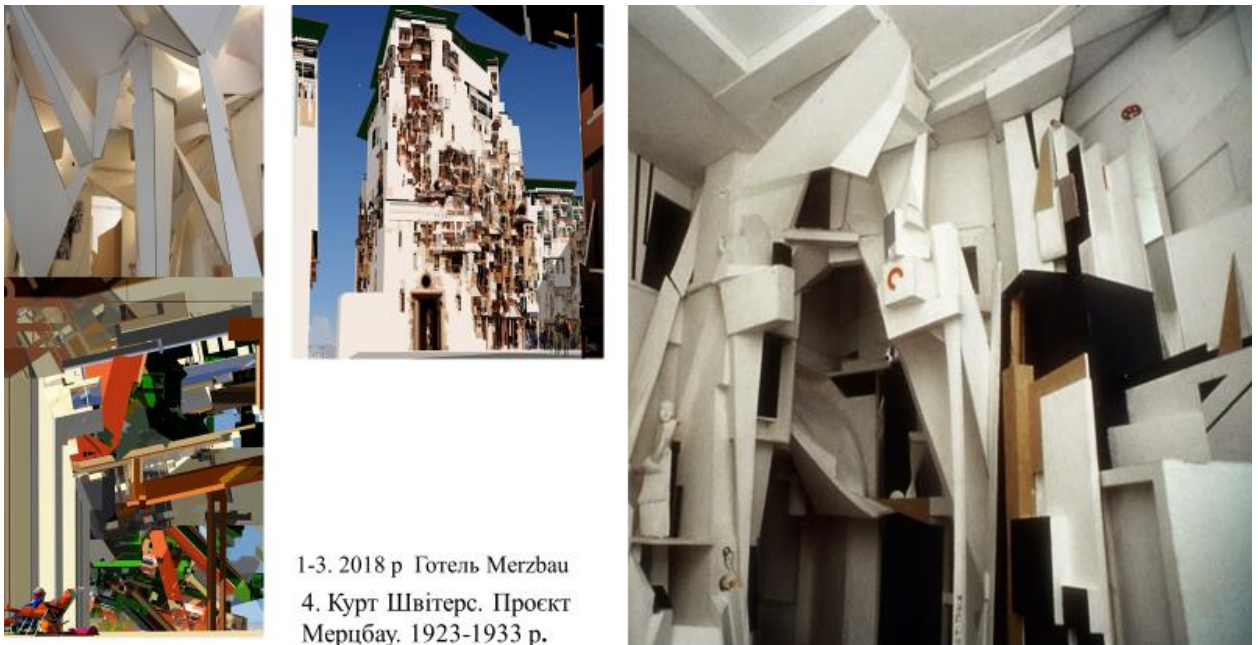 1-3. 2018 р Готель Merzbau
4. Курт Швітерс. Проєкт
Мерцбау. 1923-1933 р.